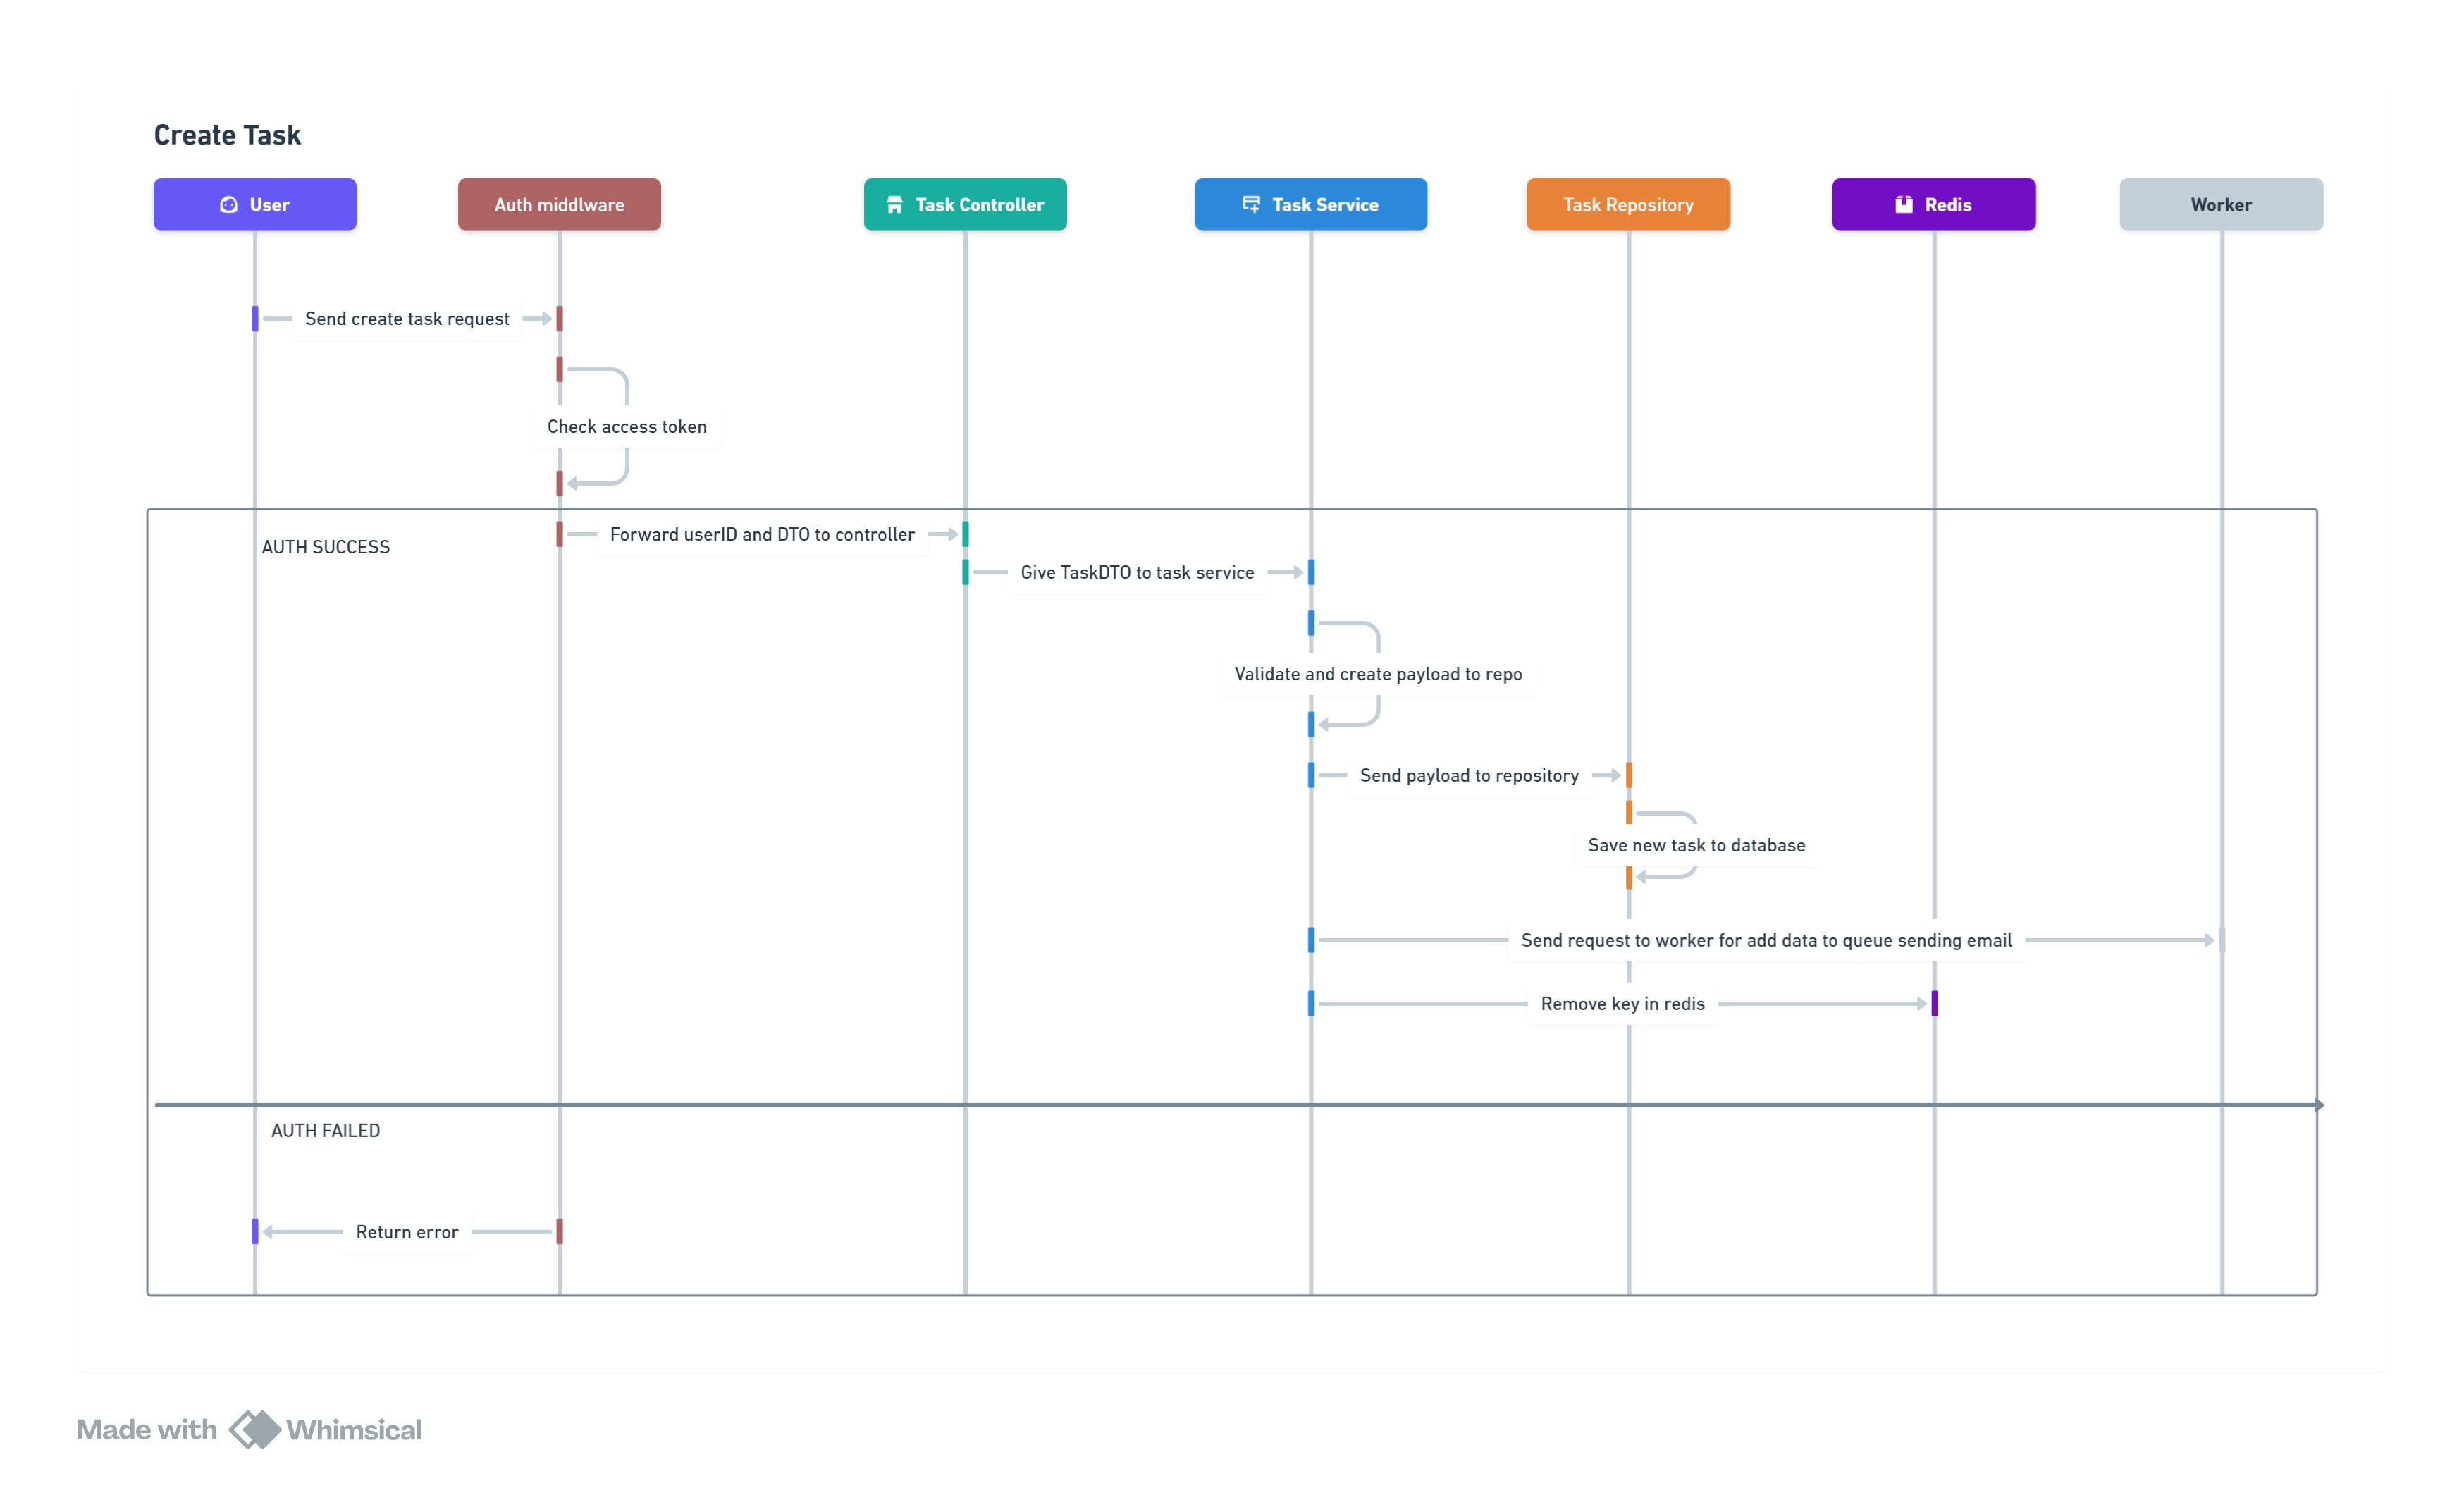 Create Task
User
Auth middlware
Task Controller
Task Service
Task Repository
Redis
Worker
Send create task request
Check access token
AUTH SUCCESS
Forward userID and DTO to controller
Give TaskDTO to task service
Validate and create payload to repo
Send payload to repository
Save new task to database
Send request to worker for add data to queue sending email
Remove key in redis
AUTH FAILED
Return error
Made with Whimsical